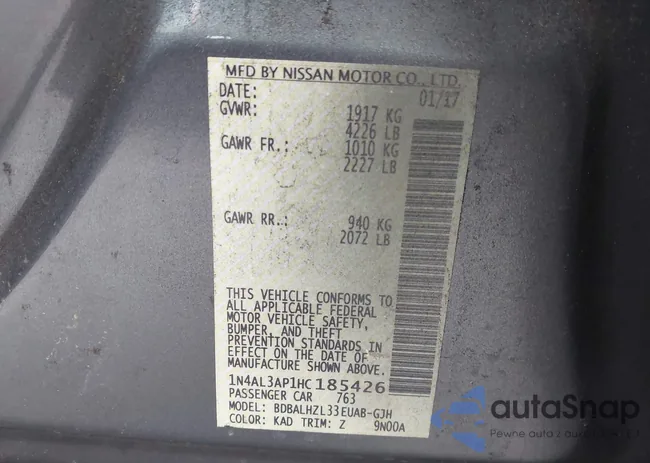 MFD BY NISSAN MOTOR CO., LTD.
DATE: 01/17
GVWR: 1917 KG
4226 LB
GAWR FR.: 1010 KG
2227 LB
GAWR RR.: 940 KG
2072 LB
THIS VEHICLE CONFORMS TO
ALL APPLICABLE FEDERAL
MOTOR VEHICLE SAFETY,
BUMPER, AND THEFT
PREVENTION STANDARDS IN
EFFECT ON THE DATE OF
MANUFACTURE SHOWN ABOVE.
1N4AL3AP1HC185426
PASSENGER CAR 763
MODEL: BDBALHZL33EUAB-GJH
COLOR: KAD TRIM: Z 9N00A
autoSnap
Pewne auta z aukcji